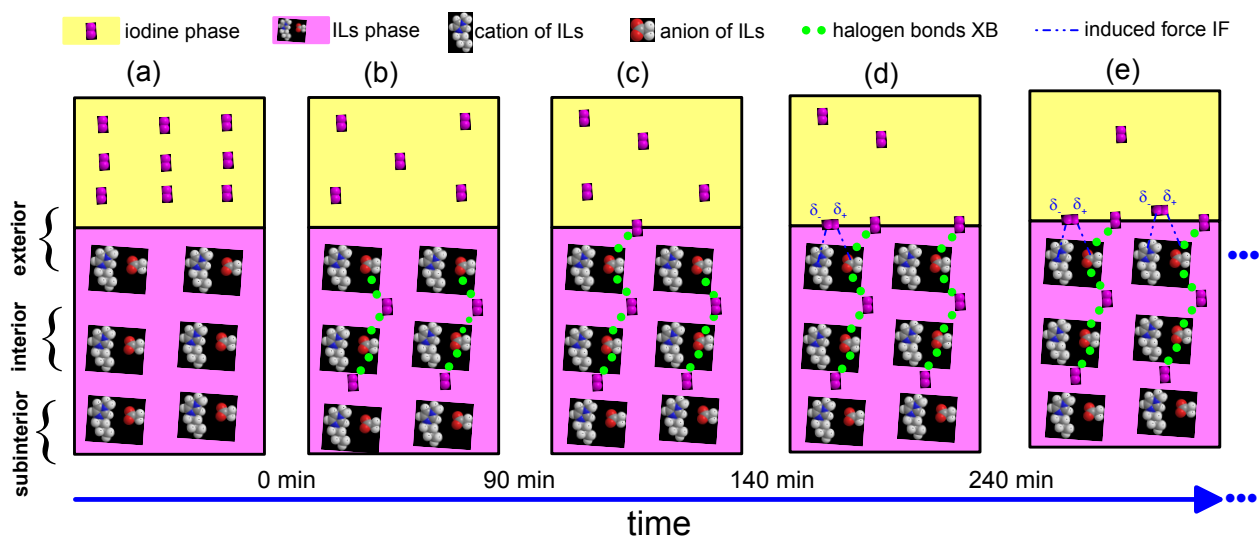 iodine phase ILs phase cation of ILs anion of ILs halogen bonds XB induced force IF
(a) (b) (c) (d) (e)
exterior
interior
subinterior
δ- δ+
δ- δ+ δ- δ+
0 min 90 min 140 min 240 min
time